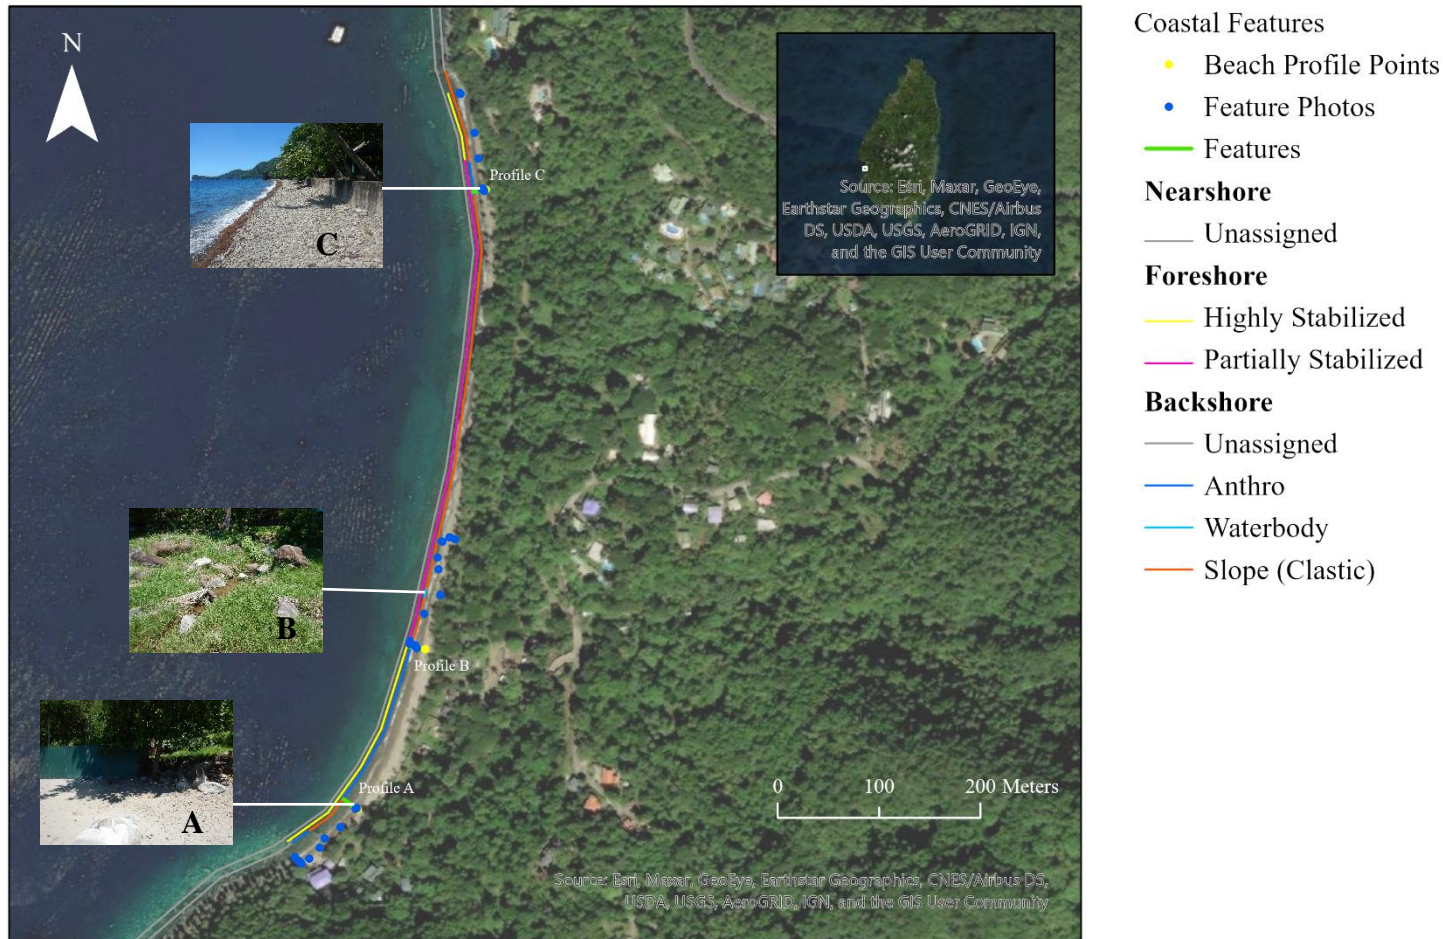 N
Profile C
C
Source: Esri, Maxar, GeoEye,
Earthstar Geographics, CNES/Airbus
DS, USDA, USGS, AeroGRID, IGN,
and the GIS User Community
B
Profile B
Profile A
A
0 100 200 Meters
Source: Esri, Maxar, GeoEye, Earthstar Geographics, CNES/Airbus DS,
USDA, USGS, AeroGRID, IGN, and the GIS User Community
Coastal Features
Beach Profile Points
Feature Photos
Features
Nearshore
Unassigned
Foreshore
Highly Stabilized
Partially Stabilized
Backshore
Unassigned
Anthro
Waterbody
Slope (Clastic)